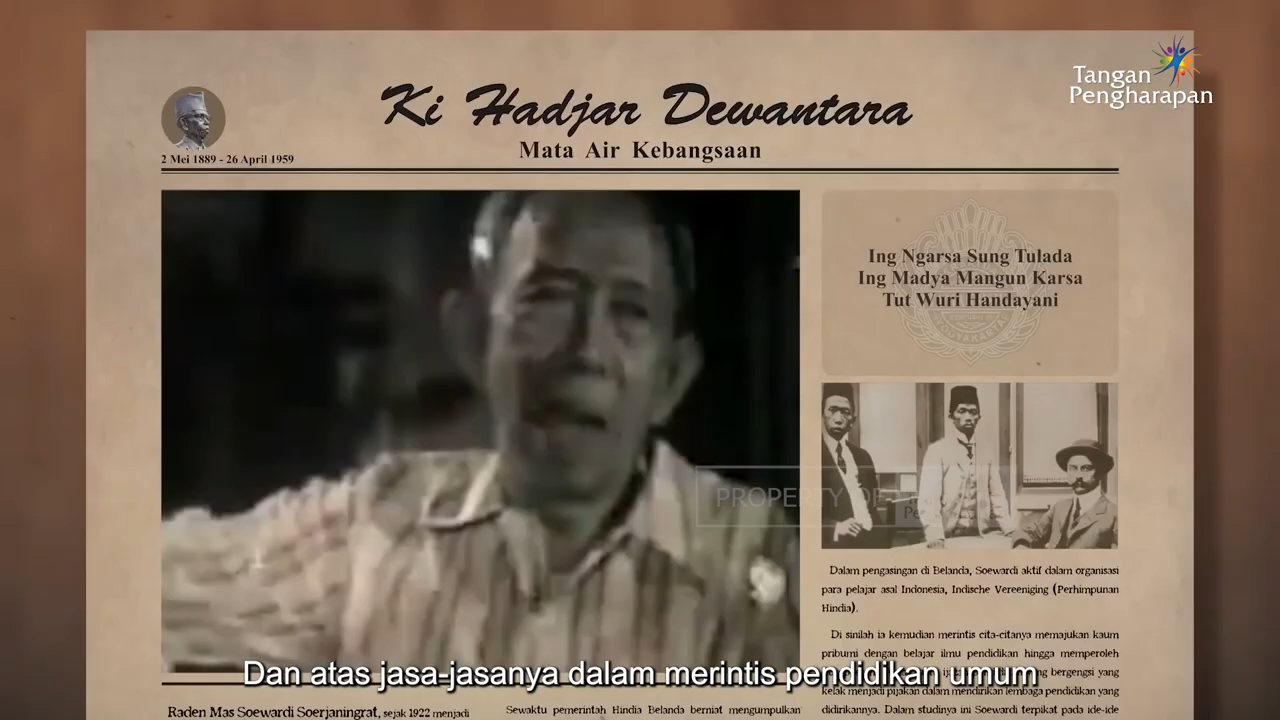 Tangan
Pengharapan
Ki Hadjar Dewantara
Mata Air Kebangsaan
2 Mei 1889 - 26 April 1959
Ing Ngarsa Sung Tulada
Ing Madya Mangun Karsa
Tut Wuri Handayani
PROPERTY OF
Dalam pengasingan di Belanda, Soewardi aktif dalam organisasi
para pelajar asal Indonesia, Indische Vereeniging (Perhimpunan
Hindia).
Di sinilah ia kemudian merintis cita-citanya memajukan kaum
pribumi dengan belajar ilmu pendidikan hingga memperoleh
bergengsi yang
kelak menjadi pijakan dalam mendirikan lembaga pendidikan yang
didirikannya. Dalam studinya ini Soewardi terpikat pada ide-ide
Dan atas jasa-jasanya dalam merintis pendidikan umum
Raden Mas Soewardi Soerjaningrat, sejak 1922 menjadi
Sewaktu pemerintah Hindia Belanda berniat mengumpulkan